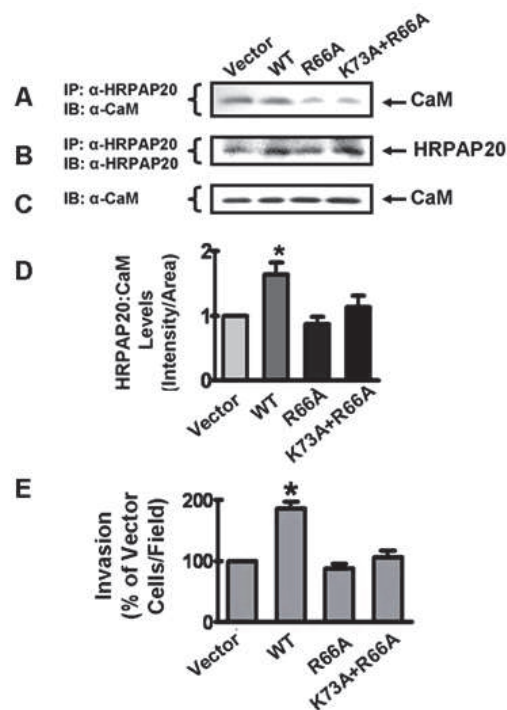 Vector WT R66A K73A+R66A
A
IP: α-HRPAP20
IB: α-CaM
CaM
B
IP: α-HRPAP20
IB: α-HRPAP20
HRPAP20
C
IB: α-CaM
CaM
D
HRPAP20:CaM
Levels
(Intensity/Area)
2
1
0
*
Vector WT R66A K73A+R66A
E
Invasion
(% of Vector
Cells/Field)
200
100
0
*
Vector WT R66A K73A+R66A